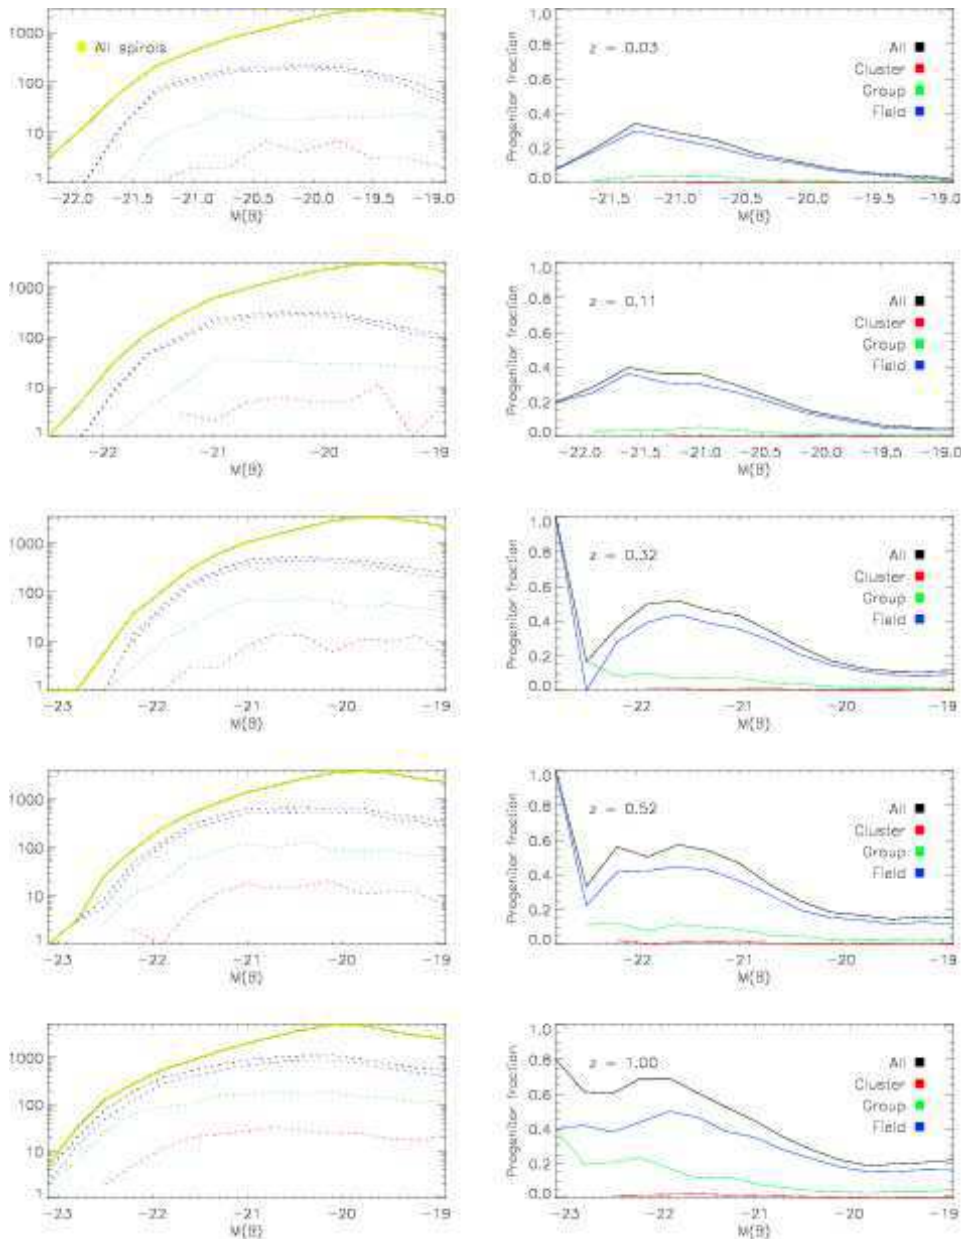 1000
100
10
1
All spirals
-22.0 -21.5 -21.0 -20.5 -20.0 -19.5 -19.0
M(B)
Progenitor fraction
1.0
0.8
0.6
0.4
0.2
0.0
z = 0.03
All
Cluster
Group
Field
-21.5 -21.0 -20.5 -20.0 -19.5 -19.0
M(B)
1000
100
10
1
-22 -21 -20 -19
M(B)
Progenitor fraction
1.0
0.8
0.6
0.4
0.2
0.0
z = 0.11
All
Cluster
Group
Field
-22.0 -21.5 -21.0 -20.5 -20.0 -19.5 -19.0
M(B)
1000
100
10
1
-23 -22 -21 -20 -19
M(B)
Progenitor fraction
1.0
0.8
0.6
0.4
0.2
0.0
z = 0.32
All
Cluster
Group
Field
-22 -21 -20 -19
M(B)
1000
100
10
1
-23 -22 -21 -20 -19
M(B)
Progenitor fraction
1.0
0.8
0.6
0.4
0.2
0.0
z = 0.52
All
Cluster
Group
Field
-22 -21 -20 -19
M(B)
1000
100
10
1
-23 -22 -21 -20 -19
M(B)
Progenitor fraction
1.0
0.8
0.6
0.4
0.2
0.0
z = 1.00
All
Cluster
Group
Field
-23 -22 -21 -20 -19
M(B)